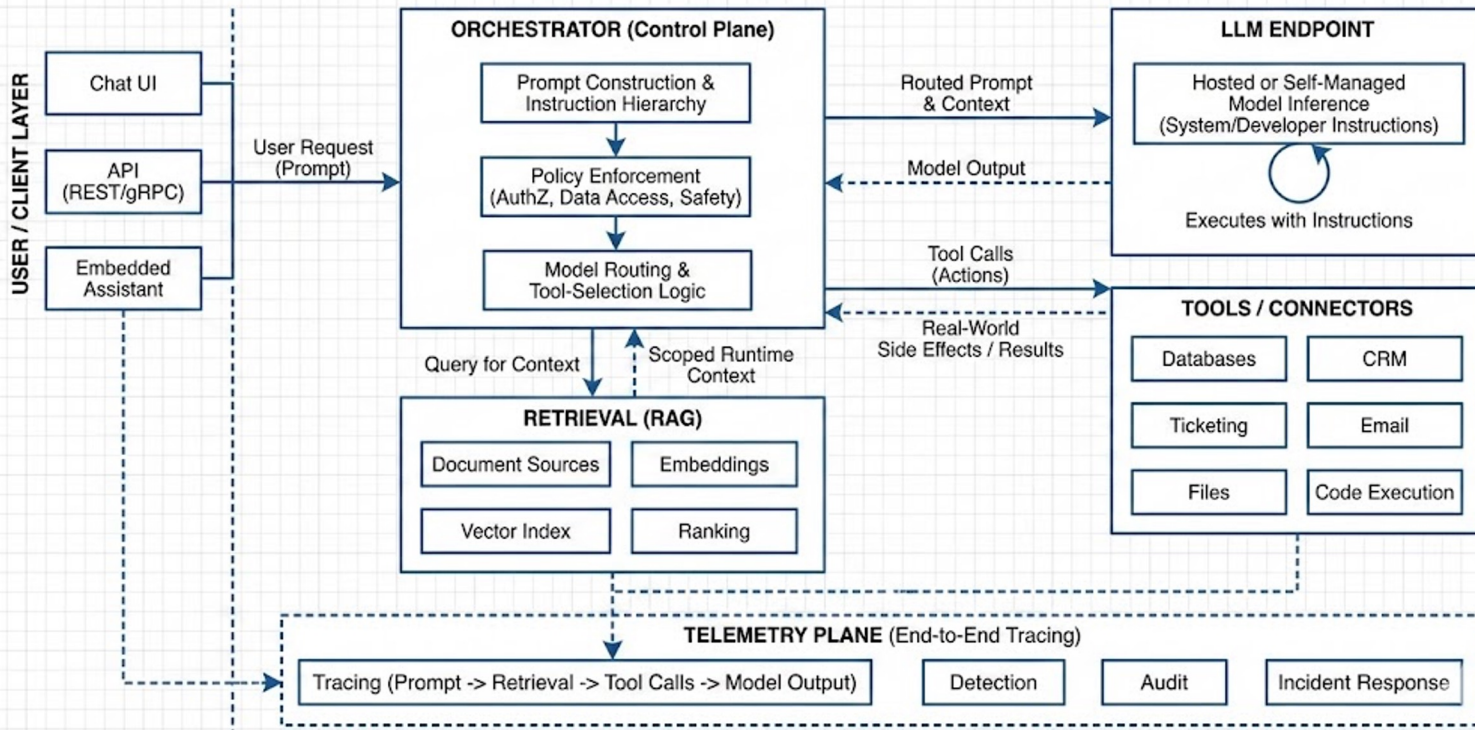 USER / CLIENT LAYER
Chat UI
API
(REST/gRPC)
Embedded
Assistant
User Request
(Prompt)
ORCHESTRATOR (Control Plane)
Prompt Construction &
Instruction Hierarchy
Policy Enforcement
(AuthZ, Data Access, Safety)
Model Routing &
Tool-Selection Logic
Routed Prompt
& Context
Model Output
Tool Calls
(Actions)
Real-World
Side Effects / Results
LLM ENDPOINT
Hosted or Self-Managed
Model Inference
(System/Developer Instructions)
Executes with Instructions
TOOLS / CONNECTORS
Databases
CRM
Ticketing
Email
Files
Code Execution
Query for Context
Scoped Runtime
Context
RETRIEVAL (RAG)
Document Sources
Embeddings
Vector Index
Ranking
TELEMETRY PLANE (End-to-End Tracing)
Tracing (Prompt -> Retrieval -> Tool Calls -> Model Output)
Detection
Audit
Incident Response